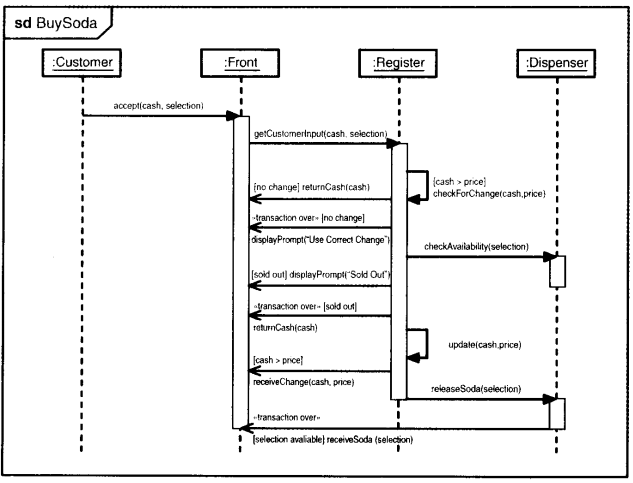 sd BuySoda
:Customer
:Front
:Register
:Dispenser
accept(cash, selection)
getCustomerInput(cash, selection)
[cash > price]
checkForChange(cash,price)
[no change] returnCash(cash)
«transaction over» [no change]
displayPrompt("Use Correct Change")
checkAvailability(selection)
[sold out] displayPrompt("Sold Out")
«transaction over» [sold out]
returnCash(cash)
update(cash,price)
[cash > price]
receiveChange(cash, price)
releaseSoda(selection)
«transaction over»
[selection avaliable] receiveSoda (selection)